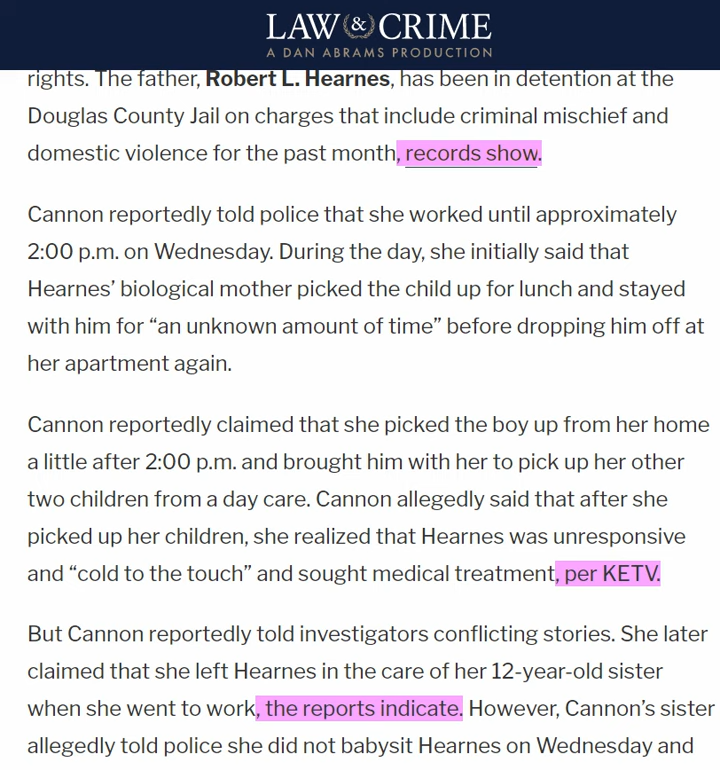 LAW & CRIME
A DAN ABRAMS PRODUCTION
rights. The father, Robert L. Hearnes, has been in detention at the
Douglas County Jail on charges that include criminal mischief and
domestic violence for the past month, records show.
Cannon reportedly told police that she worked until approximately
2:00 p.m. on Wednesday. During the day, she initially said that
Hearnes’ biological mother picked the child up for lunch and stayed
with him for “an unknown amount of time” before dropping him off at
her apartment again.
Cannon reportedly claimed that she picked the boy up from her home
a little after 2:00 p.m. and brought him with her to pick up her other
two children from a day care. Cannon allegedly said that after she
picked up her children, she realized that Hearnes was unresponsive
and “cold to the touch” and sought medical treatment, per KETV.
But Cannon reportedly told investigators conflicting stories. She later
claimed that she left Hearnes in the care of her 12-year-old sister
when she went to work, the reports indicate. However, Cannon’s sister
allegedly told police she did not babysit Hearnes on Wednesday and